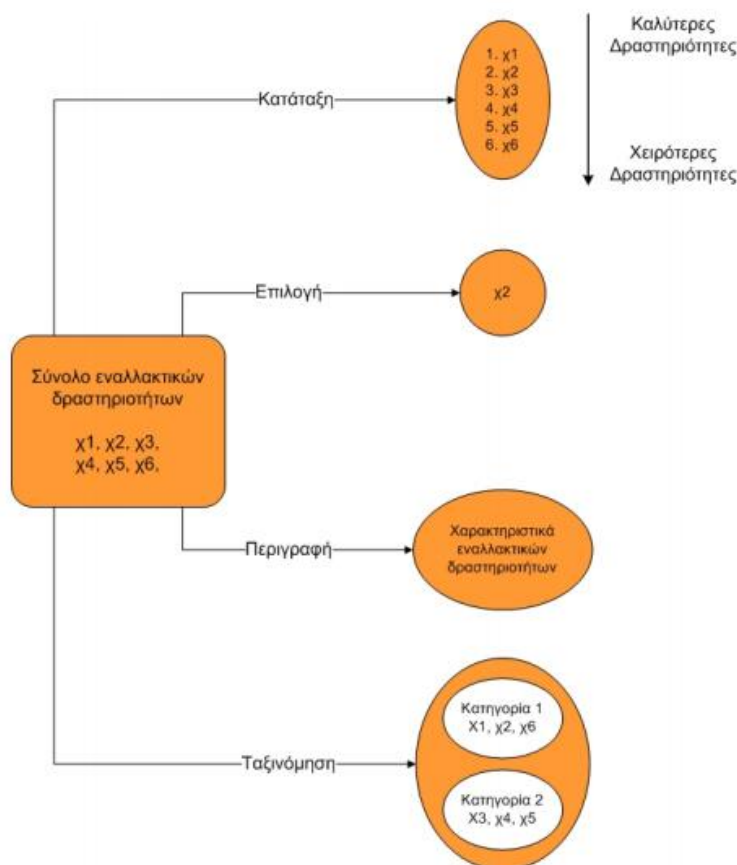 Καλύτερες
Δραστηριότητες
1. χ1
2. χ2
3. χ3
4. χ4
5. χ5
6. χ6
Κατάταξη
Χειρότερες
Δραστηριότητες
Επιλογή
χ2
Σύνολο εναλλακτικών
δραστηριοτήτων
χ1, χ2, χ3,
χ4, χ5, χ6,
Περιγραφή
Χαρακτηριστικά
εναλλακτικών
δραστηριοτήτων
Κατηγορία 1
Χ1, χ2, χ6
Ταξινόμηση
Κατηγορία 2
Χ3, χ4, χ5